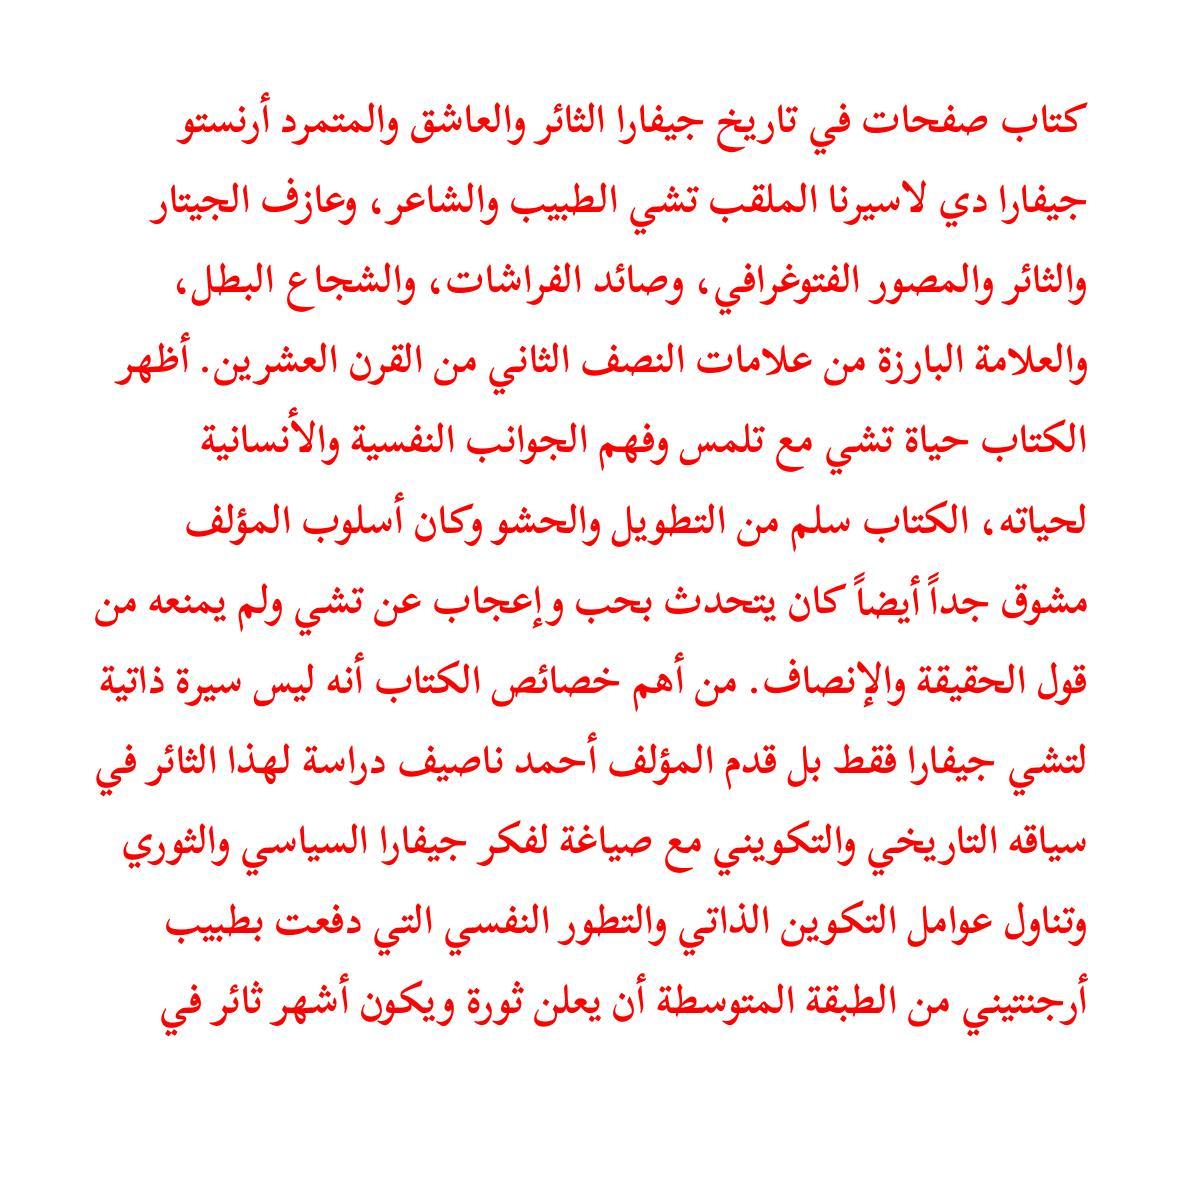 كتاب صفحات في تاريخ جيفارا الثائر والعاشق والمتمرد أرنستو
جيفارا دي لاسيرنا الملقب تشي الطبيب والشاعر، وعازف الجيتار
والثائر والمصور الفتوغرافي، وصائد الفراشات، والشجاع البطل،
والعلامة البارزة من علامات النصف الثاني من القرن العشرين. أظهر
الكتاب حياة تشي مع تلمس وفهم الجوانب النفسية والأنسانية
لحياته، الكتاب سلم من التطويل والحشو وكان أسلوب المؤلف
مشوق جداً أيضاً كان يتحدث بحب وإعجاب عن تشي ولم يمنعه من
قول الحقيقة والإنصاف. من أهم خصائص الكتاب أنه ليس سيرة ذاتية
لتشي جيفارا فقط بل قدم المؤلف أحمد ناصيف دراسة لهذا الثائر في
سياقه التاريخي والتكويني مع صياغة لفكر جيفارا السياسي والثوري
وتناول عوامل التكوين الذاتي والتطور النفسي التي دفعت بطبيب
أرجنتيني من الطبقة المتوسطة أن يعلن ثورة ويكون أشهر ثائر في